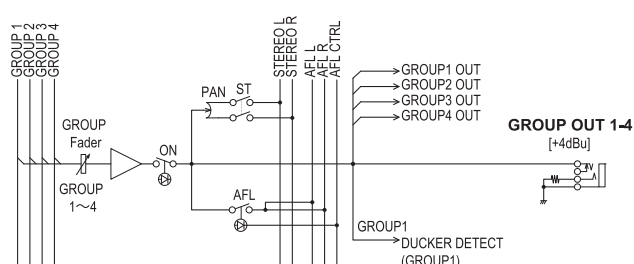 GROUP 1
GROUP 2
GROUP 3
GROUP 4
STEREO L
STEREO R
AFL L
AFL R
AFL CTRL
PAN
ST
GROUP1 OUT
GROUP2 OUT
GROUP3 OUT
GROUP4 OUT
GROUP OUT 1-4
[+4dBu]
GROUP
Fader
ON
GROUP
1～4
AFL
GROUP1
DUCKER DETECT
(GROUP1)